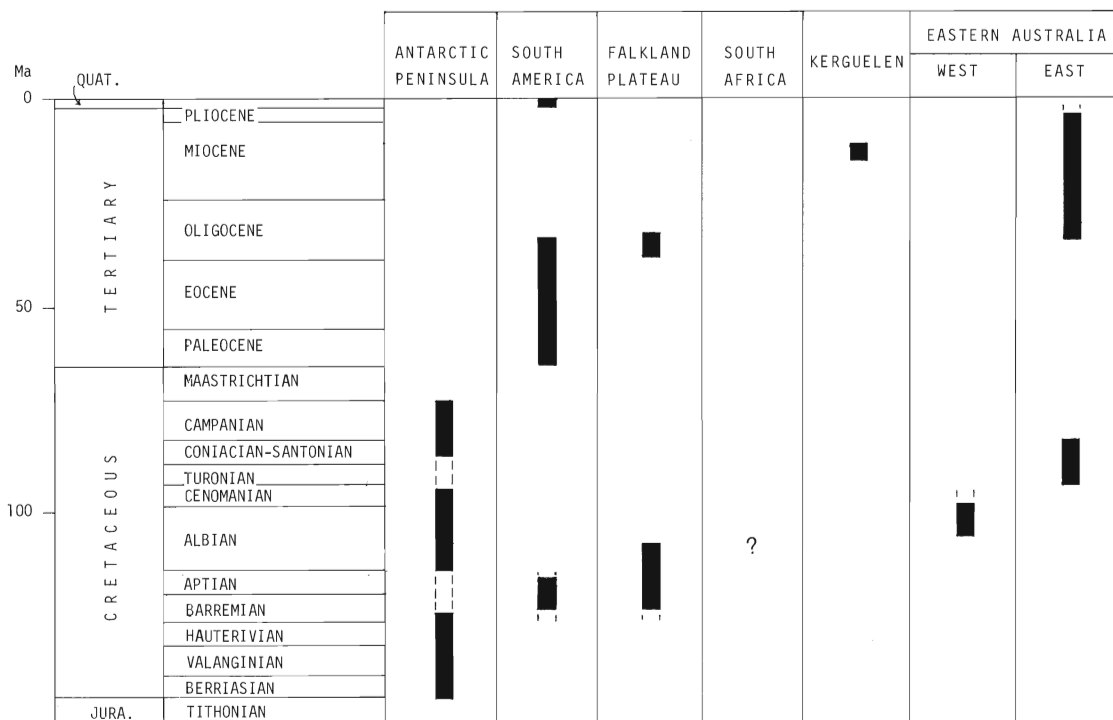 EASTERN AUSTRALIA
ANTARCTIC PENINSULA
SOUTH AMERICA
FALKLAND PLATEAU
SOUTH AFRICA
KERGUELEN
WEST
EAST
Ma
QUAT.
0
PLIOCENE
MIOCENE
TERTIARY
OLIGOCENE
EOCENE
50
PALEOCENE
MAASTRICHTIAN
CAMPANIAN
CONIACIAN-SANTONIAN
TURONIAN
CENOMANIAN
CRETACEOUS
100
ALBIAN
?
APTIAN
BARREMIAN
HAUTERIVIAN
VALANGINIAN
BERRIASIAN
JURA.
TITHONIAN